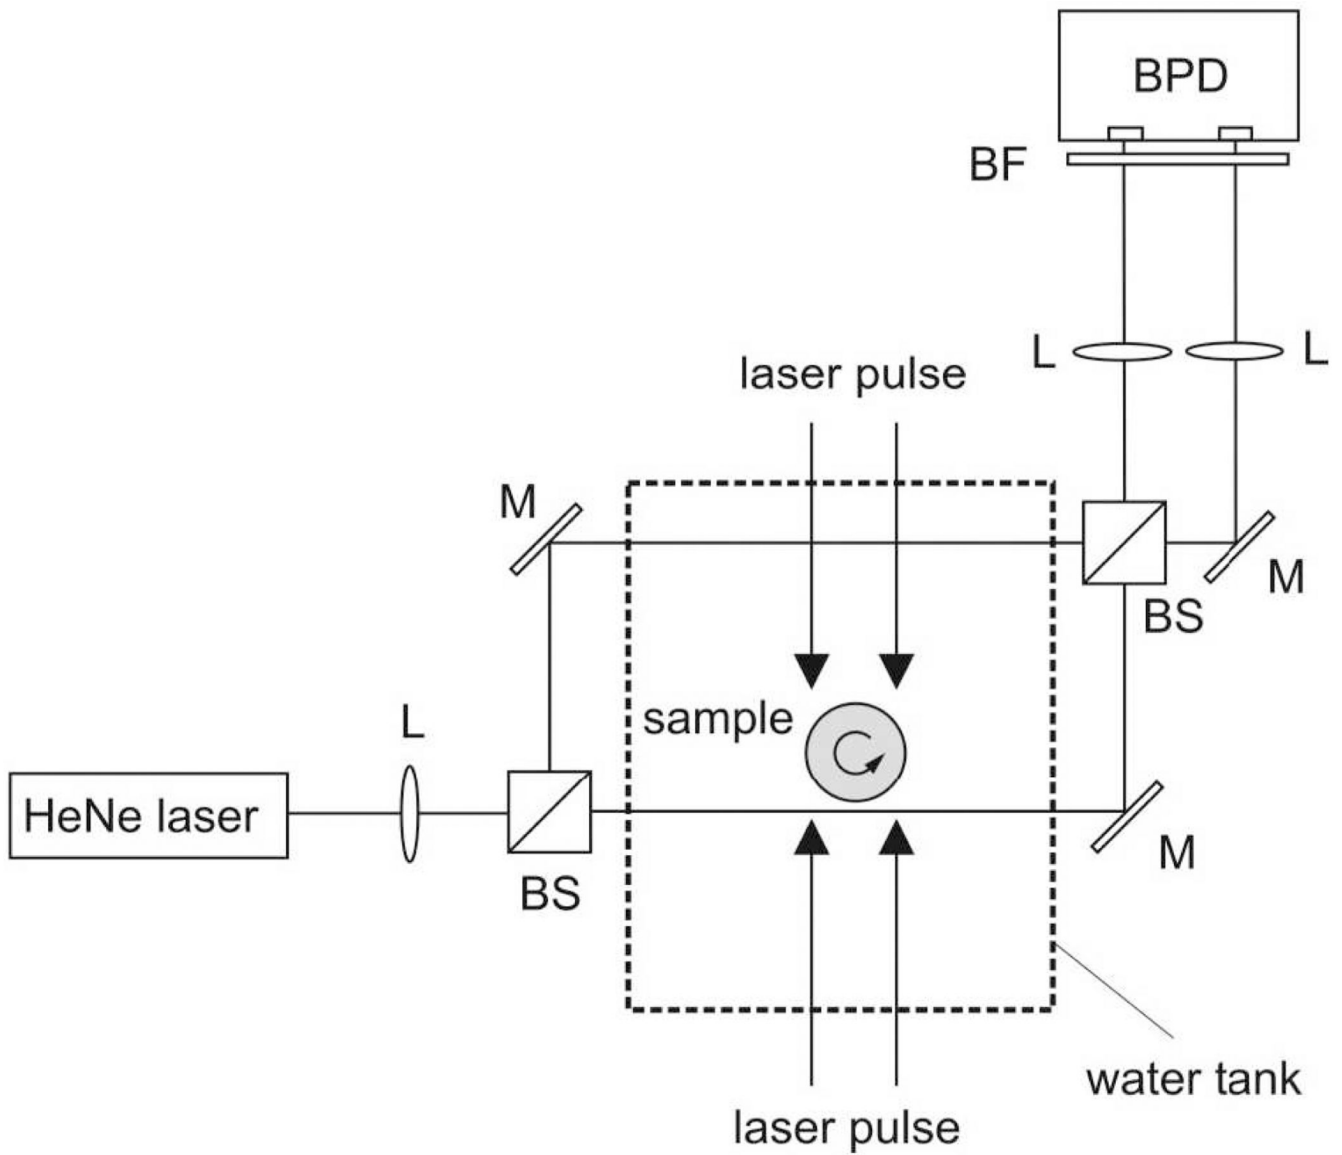 BPD
BF
L
L
laser pulse
M
M
BS
sample
L
HeNe laser
BS
M
water tank
laser pulse